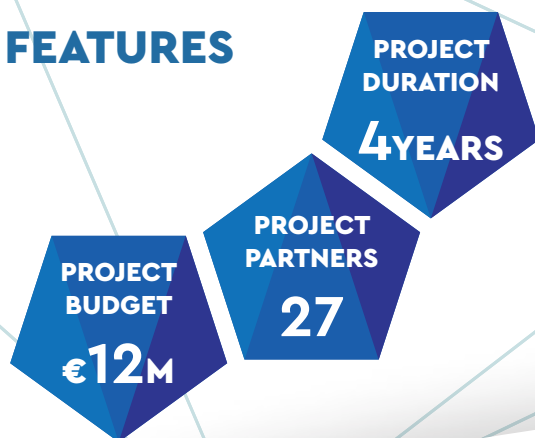 FEATURES
PROJECT
DURATION
4YEARS
PROJECT
PARTNERS
27
PROJECT
BUDGET
€12M